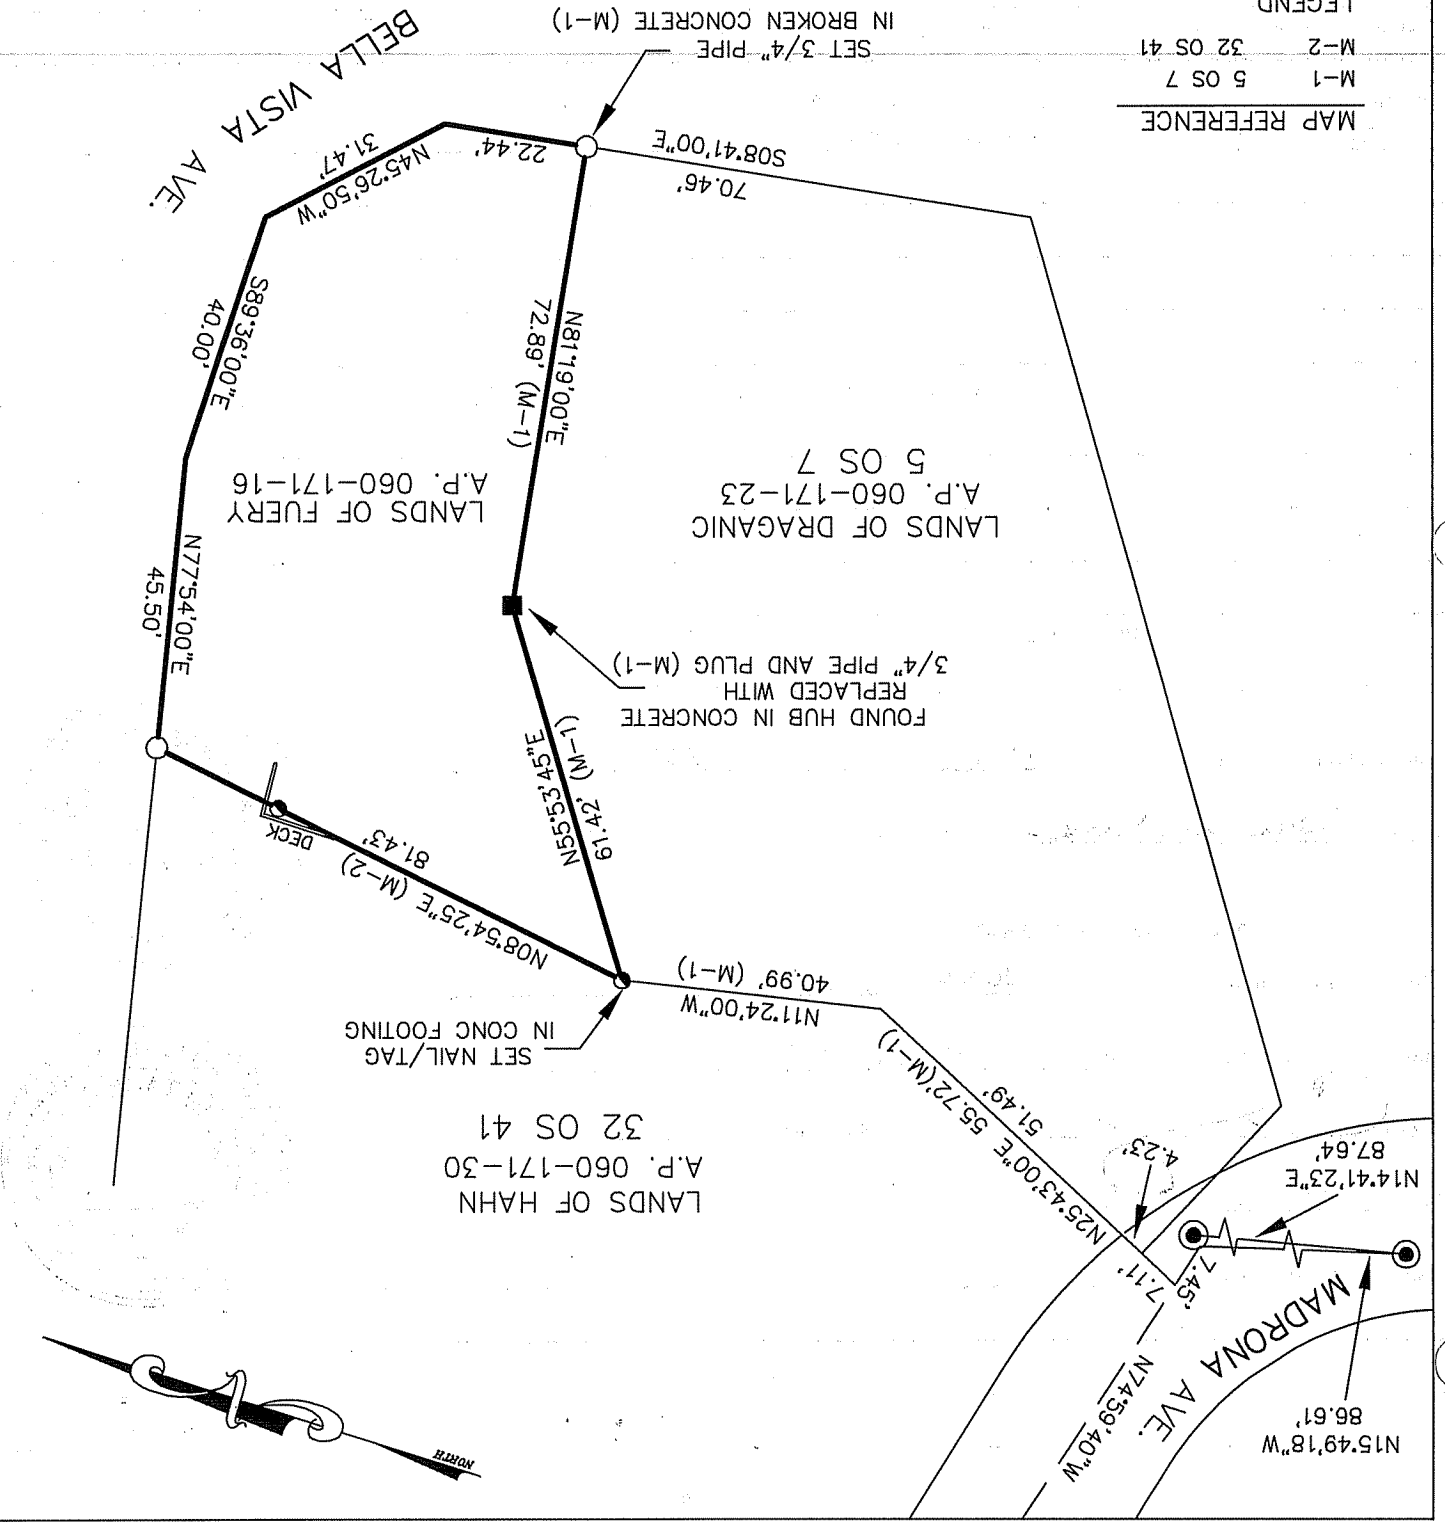 NORTH
N15°49'18"W
86.61'
MADRONA AVE.
N74°59'40"W
N14°41'23"E
87.64'
7.45'
7.11'
4.23'
N25°43'00"E 55.72'(M-1)
51.49'
LANDS OF HAHN
A.P. 060-171-30
32 OS 41
SET NAIL/TAG
IN CONC FOOTING
N11°24'00"W
40.99' (M-1)
N08°54'25"E (M-2)
81.43'
DECK
N55°53'45"E
61.42' (M-1)
FOUND HUB IN CONCRETE
REPLACED WITH
3/4" PIPE AND PLUG (M-1)
N77°54'00"E
45.50'
LANDS OF DRAGANIC
A.P. 060-171-23
5 OS 7
LANDS OF FUERY
A.P. 060-171-16
N81°19'00"E
72.89' (M-1)
S89°36'00"E
40.00'
70.46'
S08°41'00"E
22.44'
N45°26'50"W
31.47'
BELLA VISTA AVE.
SET 3/4" PIPE
IN BROKEN CONCRETE (M-1)
MAP REFERENCE
M-1 5 OS 7
M-2 32 OS 41
LEGEND